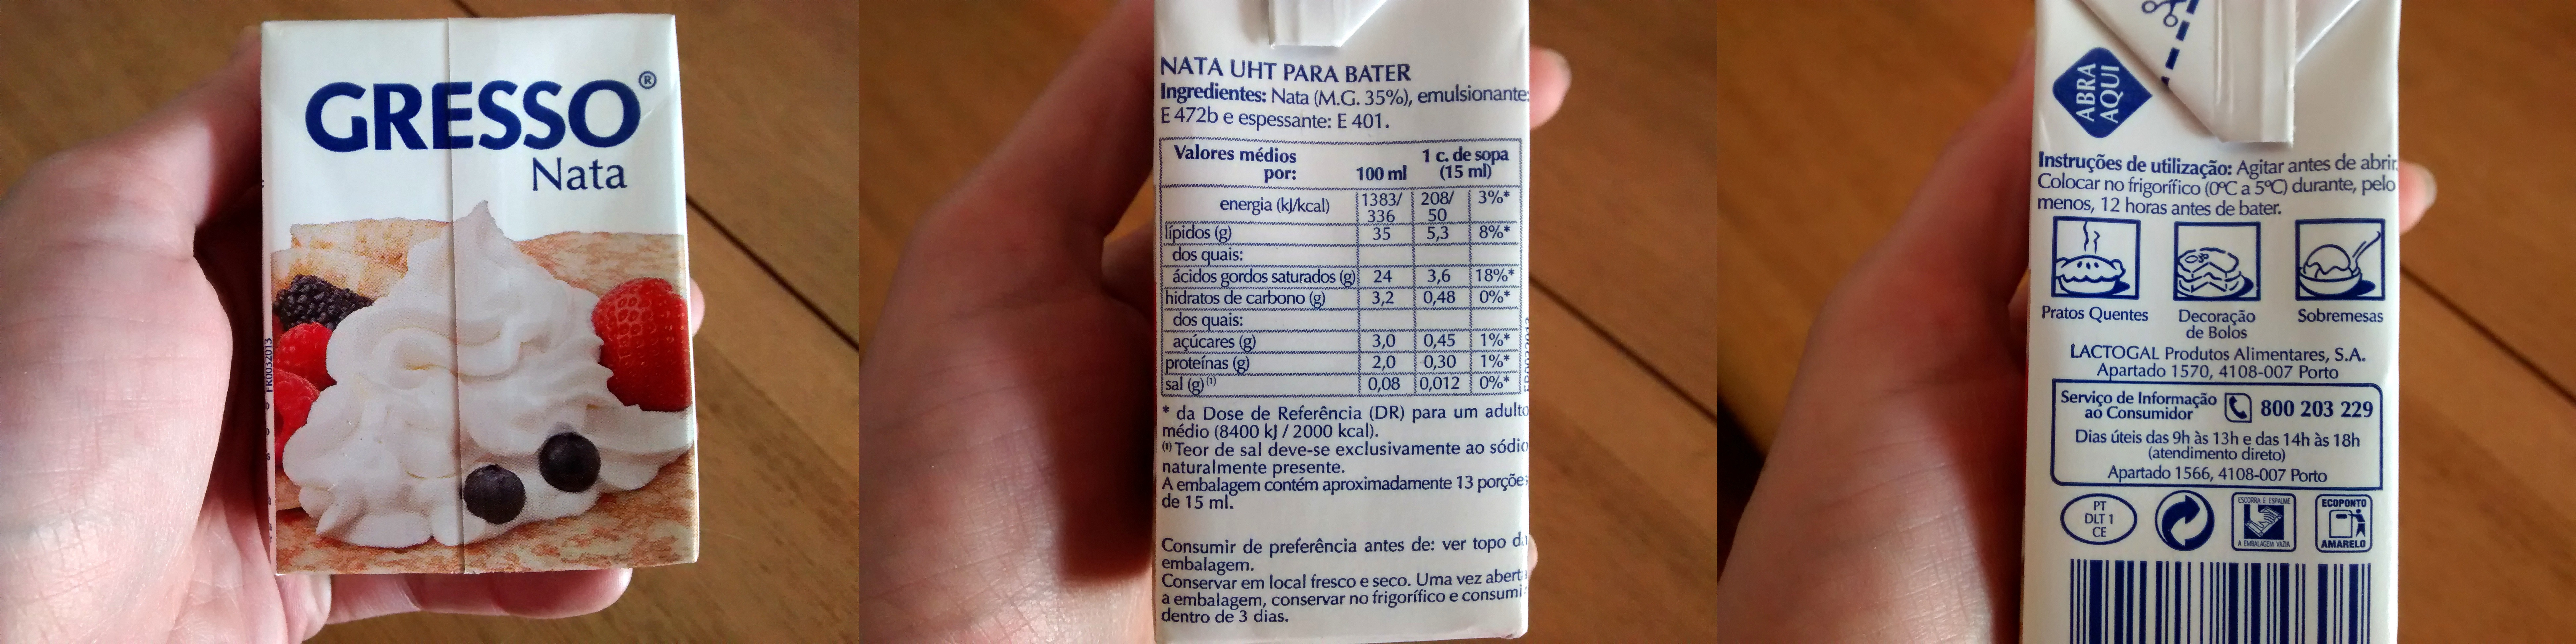 GRESSO®
Nata
FR0032013
NATA UHT PARA BATER
Ingredientes: Nata (M.G. 35%), emulsionante:
E 472b e espessante: E 401.
Valores médios por: 100 ml 1 c. de sopa (15 ml)
energia (kJ/kcal) 1383/336 208/50 3%*
lípidos (g) 35 5,3 8%*
dos quais:
ácidos gordos saturados (g) 24 3,6 18%*
hidratos de carbono (g) 3,2 0,48 0%*
dos quais:
açúcares (g) 3,0 0,45 1%*
proteínas (g) 2,0 0,30 1%*
sal (g)⁽¹⁾ 0,08 0,012 0%*
* da Dose de Referência (DR) para um adulto
médio (8400 kJ / 2000 kcal).
⁽¹⁾ Teor de sal deve-se exclusivamente ao sódio
naturalmente presente.
A embalagem contém aproximadamente 13 porções
de 15 ml.
Consumir de preferência antes de: ver topo da
embalagem.
Conservar em local fresco e seco. Uma vez aberta
a embalagem, conservar no frigorífico e consumi
dentro de 3 dias.
FR0032013
ABRA
AQUI
Instruções de utilização: Agitar antes de abrir.
Colocar no frigorífico (0ºC a 5ºC) durante, pelo
menos, 12 horas antes de bater.
Pratos Quentes
Decoração
de Bolos
Sobremesas
LACTOGAL Produtos Alimentares, S.A.
Apartado 1570, 4108-007 Porto
Serviço de Informação
ao Consumidor
800 203 229
Dias úteis das 9h às 13h e das 14h às 18h
(atendimento direto)
Apartado 1566, 4108-007 Porto
PT
DLT 1
CE
ESCORRA E ESPALME
A EMBALAGEM VAZIA
ECOPONTO
AMARELO